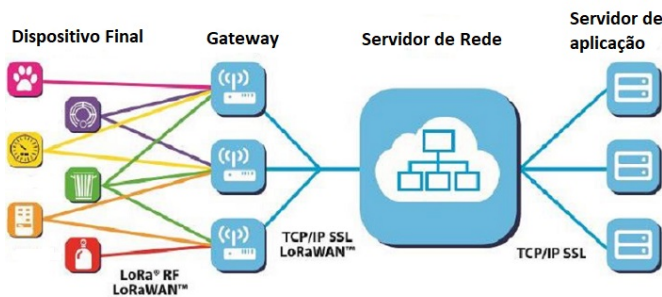 Dispositivo Final
Gateway
Servidor de Rede
Servidor de
aplicação
LoRa® RF
LoRaWAN™
TCP/IP SSL
LoRaWAN™
TCP/IP SSL